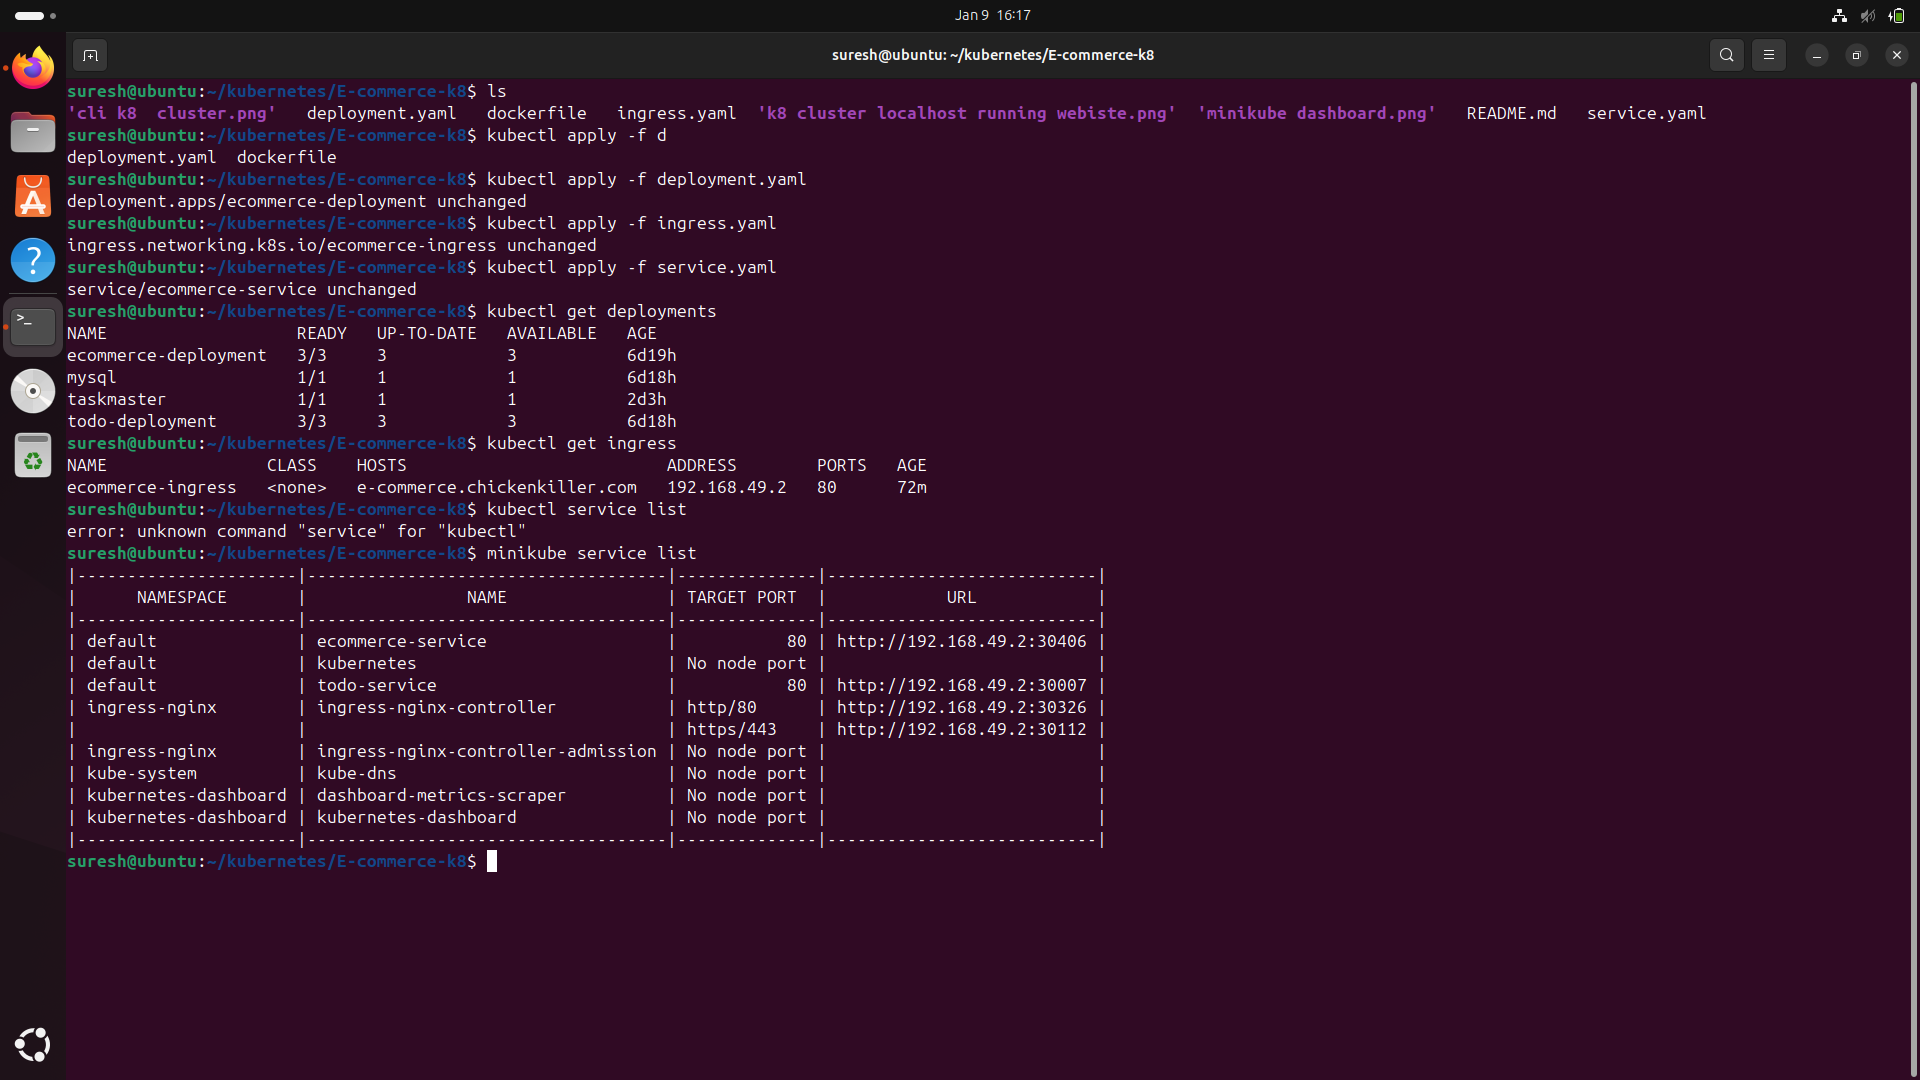 Jan 9 16:17
suresh@ubuntu: ~/kubernetes/E-commerce-k8
suresh@ubuntu:~/kubernetes/E-commerce-k8$ ls
'cli k8  cluster.png'   deployment.yaml   dockerfile   ingress.yaml  'k8 cluster localhost running webiste.png'  'minikube dashboard.png'   README.md   service.yaml
suresh@ubuntu:~/kubernetes/E-commerce-k8$ kubectl apply -f d
deployment.yaml  dockerfile
suresh@ubuntu:~/kubernetes/E-commerce-k8$ kubectl apply -f deployment.yaml
deployment.apps/ecommerce-deployment unchanged
suresh@ubuntu:~/kubernetes/E-commerce-k8$ kubectl apply -f ingress.yaml
ingress.networking.k8s.io/ecommerce-ingress unchanged
suresh@ubuntu:~/kubernetes/E-commerce-k8$ kubectl apply -f service.yaml
service/ecommerce-service unchanged
suresh@ubuntu:~/kubernetes/E-commerce-k8$ kubectl get deployments
NAME                   READY   UP-TO-DATE   AVAILABLE   AGE
ecommerce-deployment   3/3     3            3           6d19h
mysql                  1/1     1            1           6d18h
taskmaster             1/1     1            1           2d3h
todo-deployment        3/3     3            3           6d18h
suresh@ubuntu:~/kubernetes/E-commerce-k8$ kubectl get ingress
NAME                CLASS    HOSTS                          ADDRESS        PORTS   AGE
ecommerce-ingress   <none>   e-commerce.chickenkiller.com   192.168.49.2   80      72m
suresh@ubuntu:~/kubernetes/E-commerce-k8$ kubectl service list
error: unknown command "service" for "kubectl"
suresh@ubuntu:~/kubernetes/E-commerce-k8$ minikube service list
|----------------------|------------------------------------|--------------|---------------------------|
|      NAMESPACE       |                NAME                | TARGET PORT  |            URL            |
|----------------------|------------------------------------|--------------|---------------------------|
| default              | ecommerce-service                  |           80 | http://192.168.49.2:30406 |
| default              | kubernetes                         | No node port |                           |
| default              | todo-service                       |           80 | http://192.168.49.2:30007 |
| ingress-nginx        | ingress-nginx-controller           | http/80      | http://192.168.49.2:30326 |
|                      |                                    | https/443    | http://192.168.49.2:30112 |
| ingress-nginx        | ingress-nginx-controller-admission | No node port |                           |
| kube-system          | kube-dns                           | No node port |                           |
| kubernetes-dashboard | dashboard-metrics-scraper          | No node port |                           |
| kubernetes-dashboard | kubernetes-dashboard               | No node port |                           |
|----------------------|------------------------------------|--------------|---------------------------|
suresh@ubuntu:~/kubernetes/E-commerce-k8$